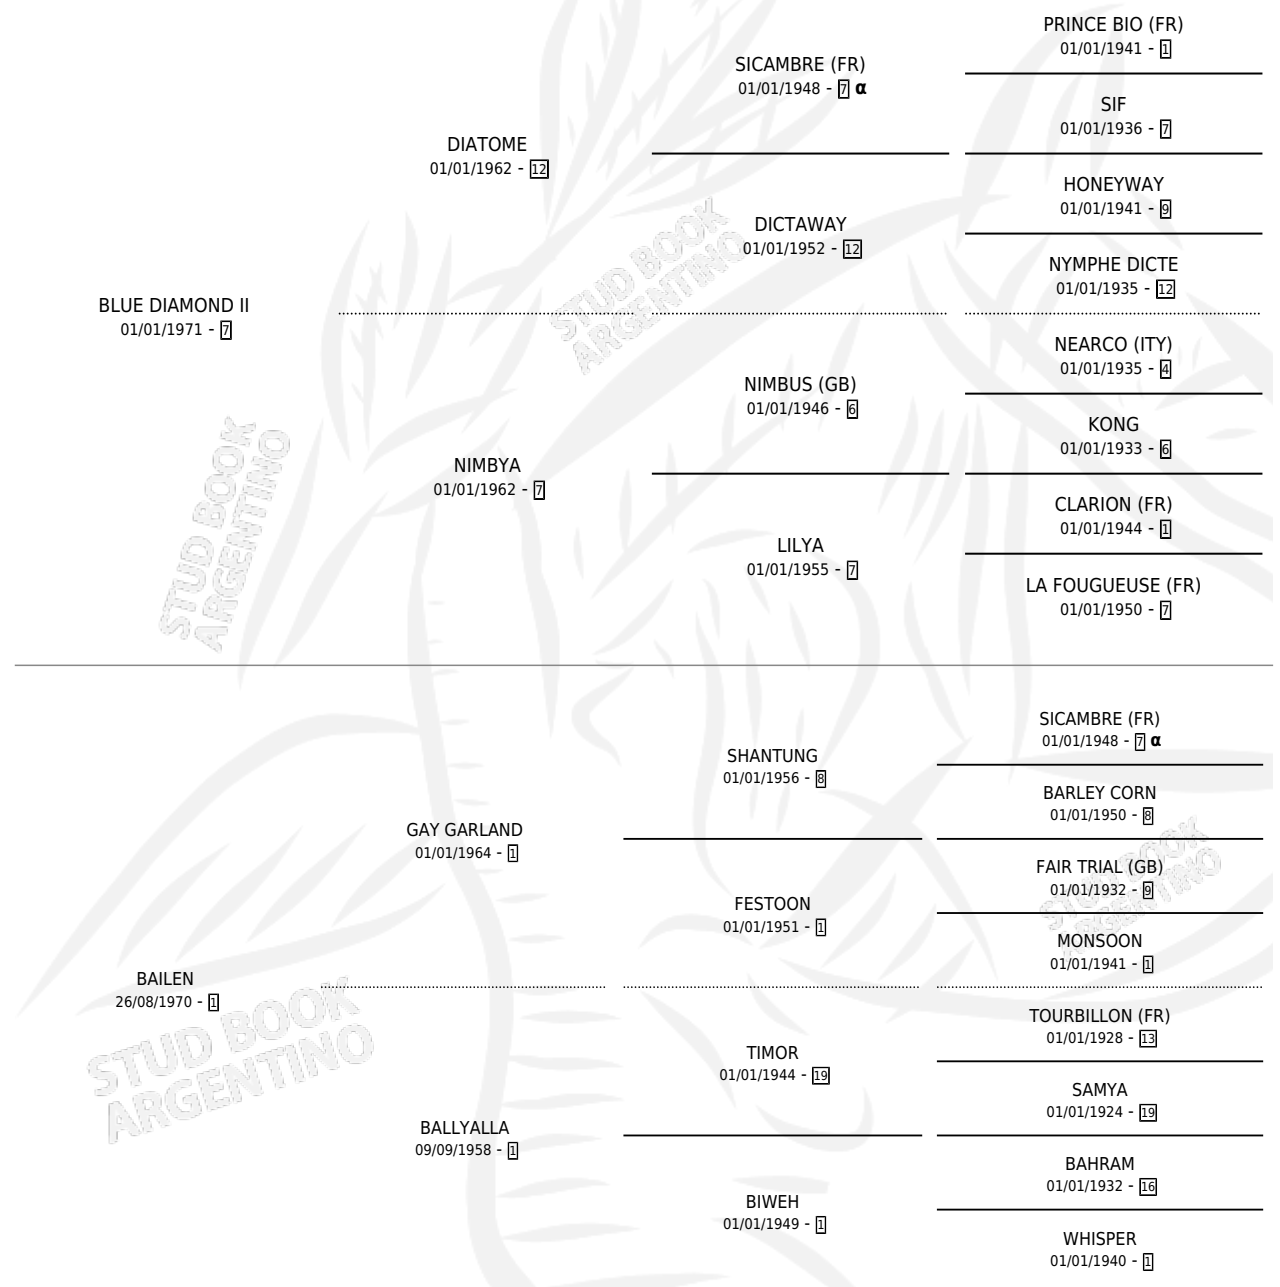 PRINCE BIO (FR)
01/01/1941 - 1
SICAMBRE (FR)
01/01/1948 - 7 α
SIF
01/01/1936 - 7
DIATOME
01/01/1962 - 12
HONEYWAY
01/01/1941 - 9
DICTAWAY
01/01/1952 - 12
NYMPHE DICTE
01/01/1935 - 12
BLUE DIAMOND II
01/01/1971 - 7
NEARCO (ITY)
01/01/1935 - 4
NIMBUS (GB)
01/01/1946 - 6
KONG
01/01/1933 - 6
NIMBYA
01/01/1962 - 7
CLARION (FR)
01/01/1944 - 1
LILYA
01/01/1955 - 7
LA FOUGUEUSE (FR)
01/01/1950 - 7
SICAMBRE (FR)
01/01/1948 - 7 α
SHANTUNG
01/01/1956 - 8
BARLEY CORN
01/01/1950 - 8
GAY GARLAND
01/01/1964 - 1
FAIR TRIAL (GB)
01/01/1932 - 9
FESTOON
01/01/1951 - 1
MONSOON
01/01/1941 - 1
BAILEN
26/08/1970 - 1
TOURBILLON (FR)
01/01/1928 - 13
TIMOR
01/01/1944 - 19
SAMYA
01/01/1924 - 19
BALLYALLA
09/09/1958 - 1
BAHRAM
01/01/1932 - 16
BIWEH
01/01/1949 - 1
WHISPER
01/01/1940 - 1
STUD BOOK
ARGENTINO
STUD BOOK
ARGENTINO
STUD BOOK
ARGENTINO
STUD BOOK
ARGENTINO